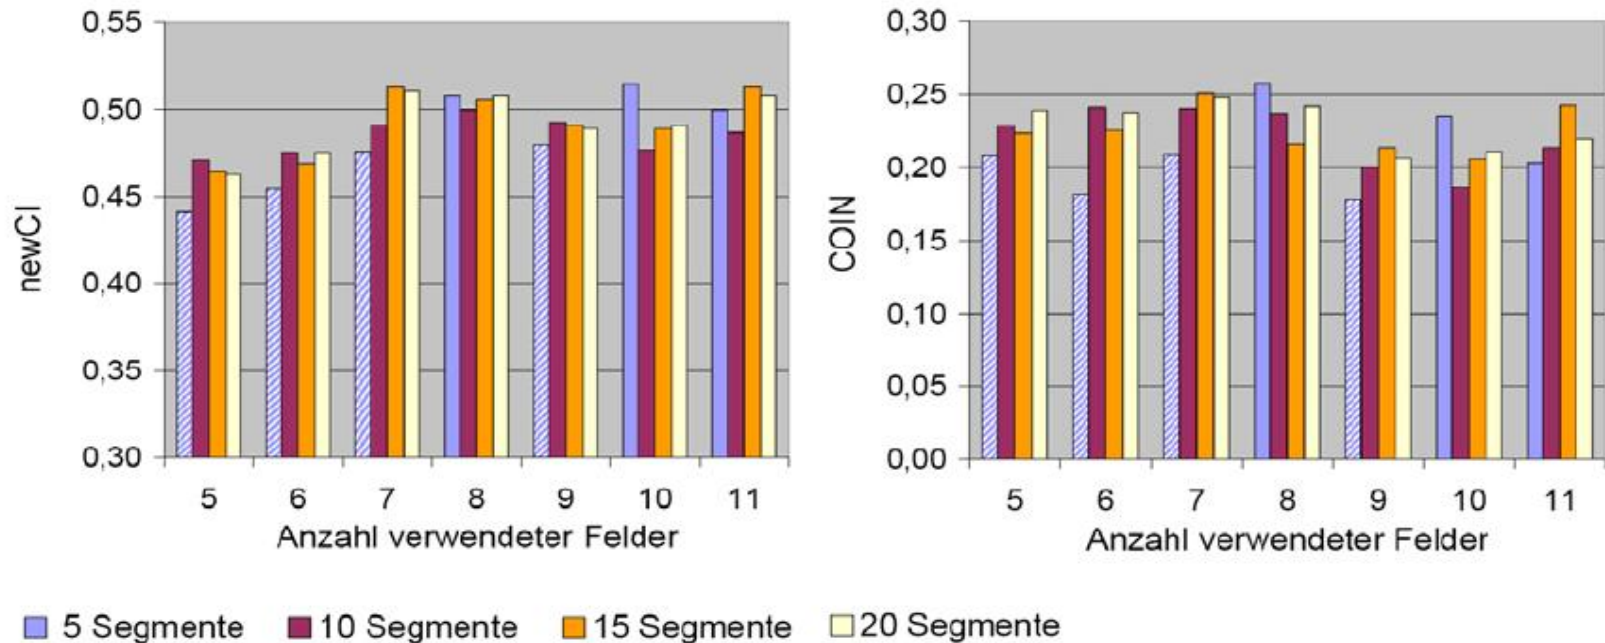 newCI
0,55
0,50
0,45
0,40
0,35
0,30
5 6 7 8 9 10 11
Anzahl verwendeter Felder
COIN
0,30
0,25
0,20
0,15
0,10
0,05
0,00
5 6 7 8 9 10 11
Anzahl verwendeter Felder
5 Segmente 10 Segmente 15 Segmente 20 Segmente